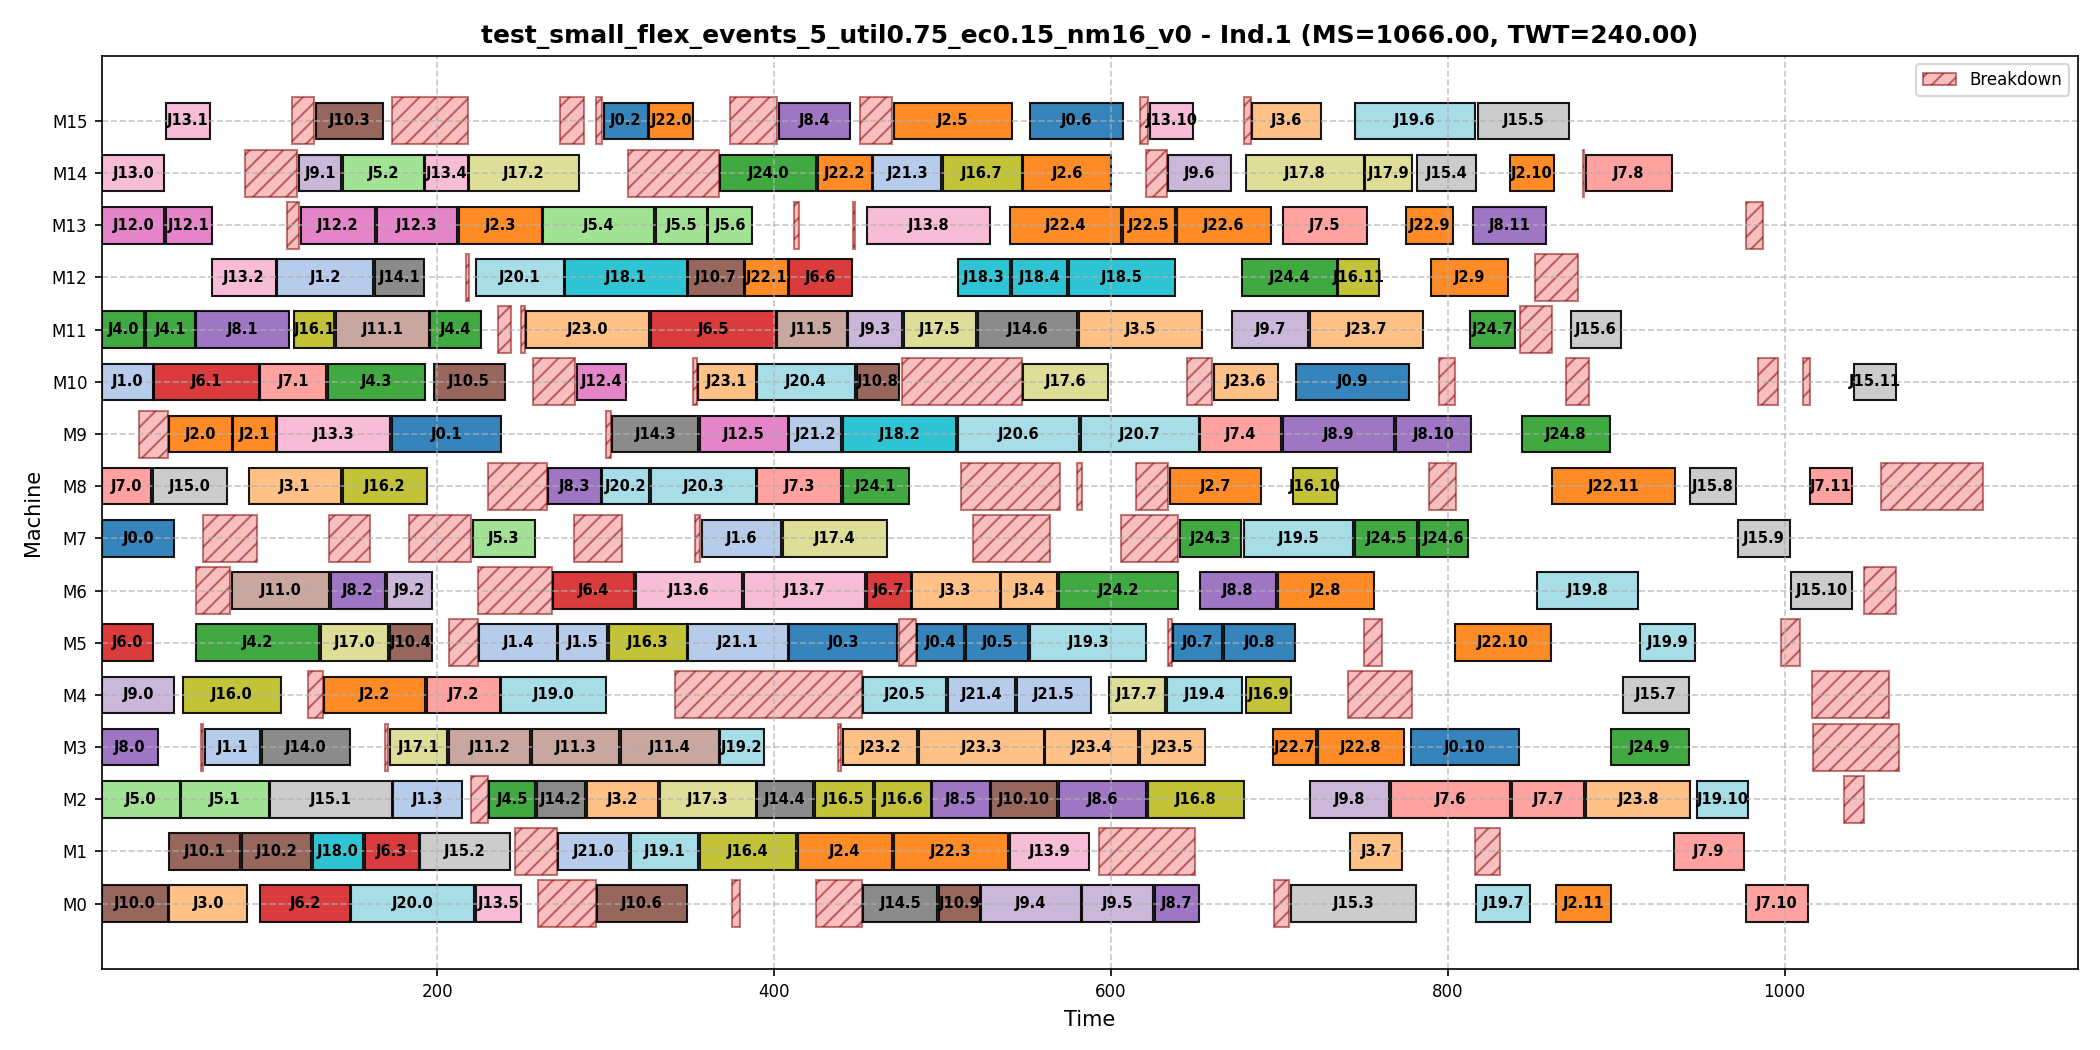 test_small_flex_events_5_util0.75_ec0.15_nm16_v0 - Ind.1 (MS=1066.00, TWT=240.00)
Breakdown
M15 J13.1 J10.3 J0.2 J22.0 J8.4 J2.5 J0.6 J13.10 J3.6 J19.6 J15.5
M14 J13.0 J9.1 J5.2 J13.4 J17.2 J24.0 J22.2 J21.3 J16.7 J2.6 J9.6 J17.8 J17.9 J15.4 J2.10 J7.8
M13 J12.0 J12.1 J12.2 J12.3 J2.3 J5.4 J5.5 J5.6 J13.8 J22.4 J22.5 J22.6 J7.5 J22.9 J8.11
M12 J13.2 J1.2 J14.1 J20.1 J18.1 J10.7 J22.1 J6.6 J18.3 J18.4 J18.5 J24.4 J16.11 J2.9
M11 J4.0 J4.1 J8.1 J16.1 J11.1 J4.4 J23.0 J6.5 J11.5 J9.3 J17.5 J14.6 J3.5 J9.7 J23.7 J24.7 J15.6
M10 J1.0 J6.1 J7.1 J4.3 J10.5 J12.4 J23.1 J20.4 J10.8 J17.6 J23.6 J0.9 J15.11
M9 J2.0 J2.1 J13.3 J0.1 J14.3 J12.5 J21.2 J18.2 J20.6 J20.7 J7.4 J8.9 J8.10 J24.8
M8 J7.0 J15.0 J3.1 J16.2 J8.3 J20.2 J20.3 J7.3 J24.1 J2.7 J16.10 J22.11 J15.8 J7.11
M7 J0.0 J5.3 J1.6 J17.4 J24.3 J19.5 J24.5 J24.6 J15.9
M6 J11.0 J8.2 J9.2 J6.4 J13.6 J13.7 J6.7 J3.3 J3.4 J24.2 J8.8 J2.8 J19.8 J15.10
M5 J6.0 J4.2 J17.0 J10.4 J1.4 J1.5 J16.3 J21.1 J0.3 J0.4 J0.5 J19.3 J0.7 J0.8 J22.10 J19.9
M4 J9.0 J16.0 J2.2 J7.2 J19.0 J20.5 J21.4 J21.5 J17.7 J19.4 J16.9 J15.7
M3 J8.0 J1.1 J14.0 J17.1 J11.2 J11.3 J11.4 J19.2 J23.2 J23.3 J23.4 J23.5 J22.7 J22.8 J0.10 J24.9
M2 J5.0 J5.1 J15.1 J1.3 J4.5 J14.2 J3.2 J17.3 J14.4 J16.5 J16.6 J8.5 J10.10 J8.6 J16.8 J9.8 J7.6 J7.7 J23.8 J19.10
M1 J10.1 J10.2 J18.0 J6.3 J15.2 J21.0 J19.1 J16.4 J2.4 J22.3 J13.9 J3.7 J7.9
M0 J10.0 J3.0 J6.2 J20.0 J13.5 J10.6 J14.5 J10.9 J9.4 J9.5 J8.7 J15.3 J19.7 J2.11 J7.10
Machine
200 400 600 800 1000
Time